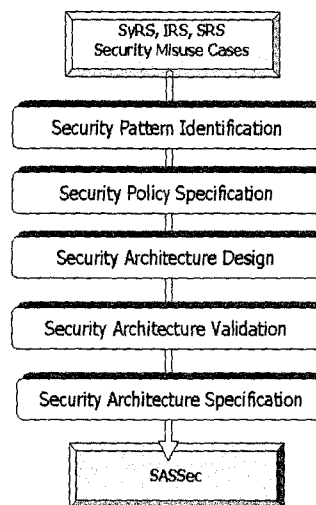 SyRS, IRS, SRS
Security Misuse Cases
Security Pattern Identification
Security Policy Specification
Security Architecture Design
Security Architecture Validation
Security Architecture Specification
SASSec